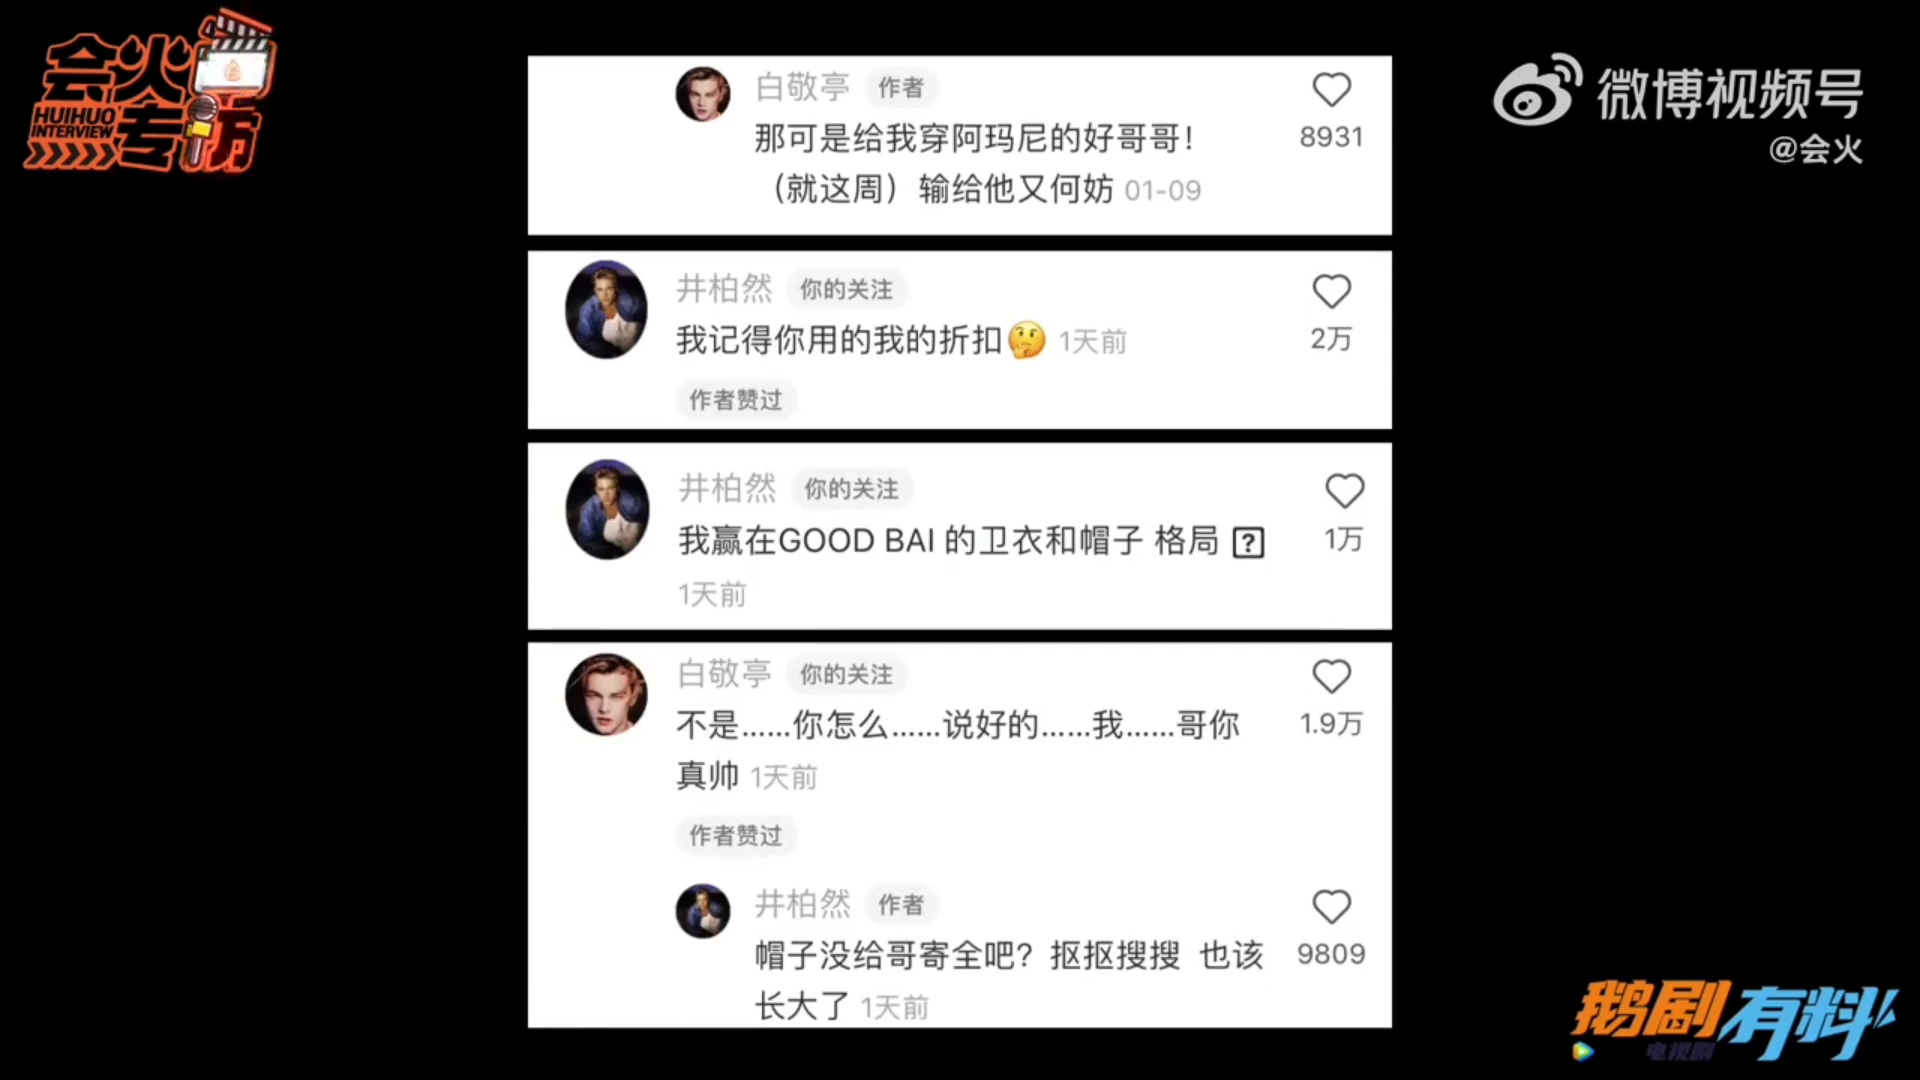 会火专访
HUIHUO
INTERVIEW
微博视频号
@会火
白敬亭 作者
那可是给我穿阿玛尼的好哥哥!
8931
（就这周）输给他又何妨 01-09
井柏然 你的关注
我记得你用的我的折扣🤔 1天前
2万
作者赞过
井柏然 你的关注
我赢在GOOD BAI 的卫衣和帽子 格局 ?
1万
1天前
白敬亭 你的关注
不是......你怎么......说好的......我......哥你
1.9万
真帅 1天前
作者赞过
井柏然 作者
帽子没给哥寄全吧? 抠抠搜搜 也该
9809
长大了 1天前
鹅剧有料
电视剧